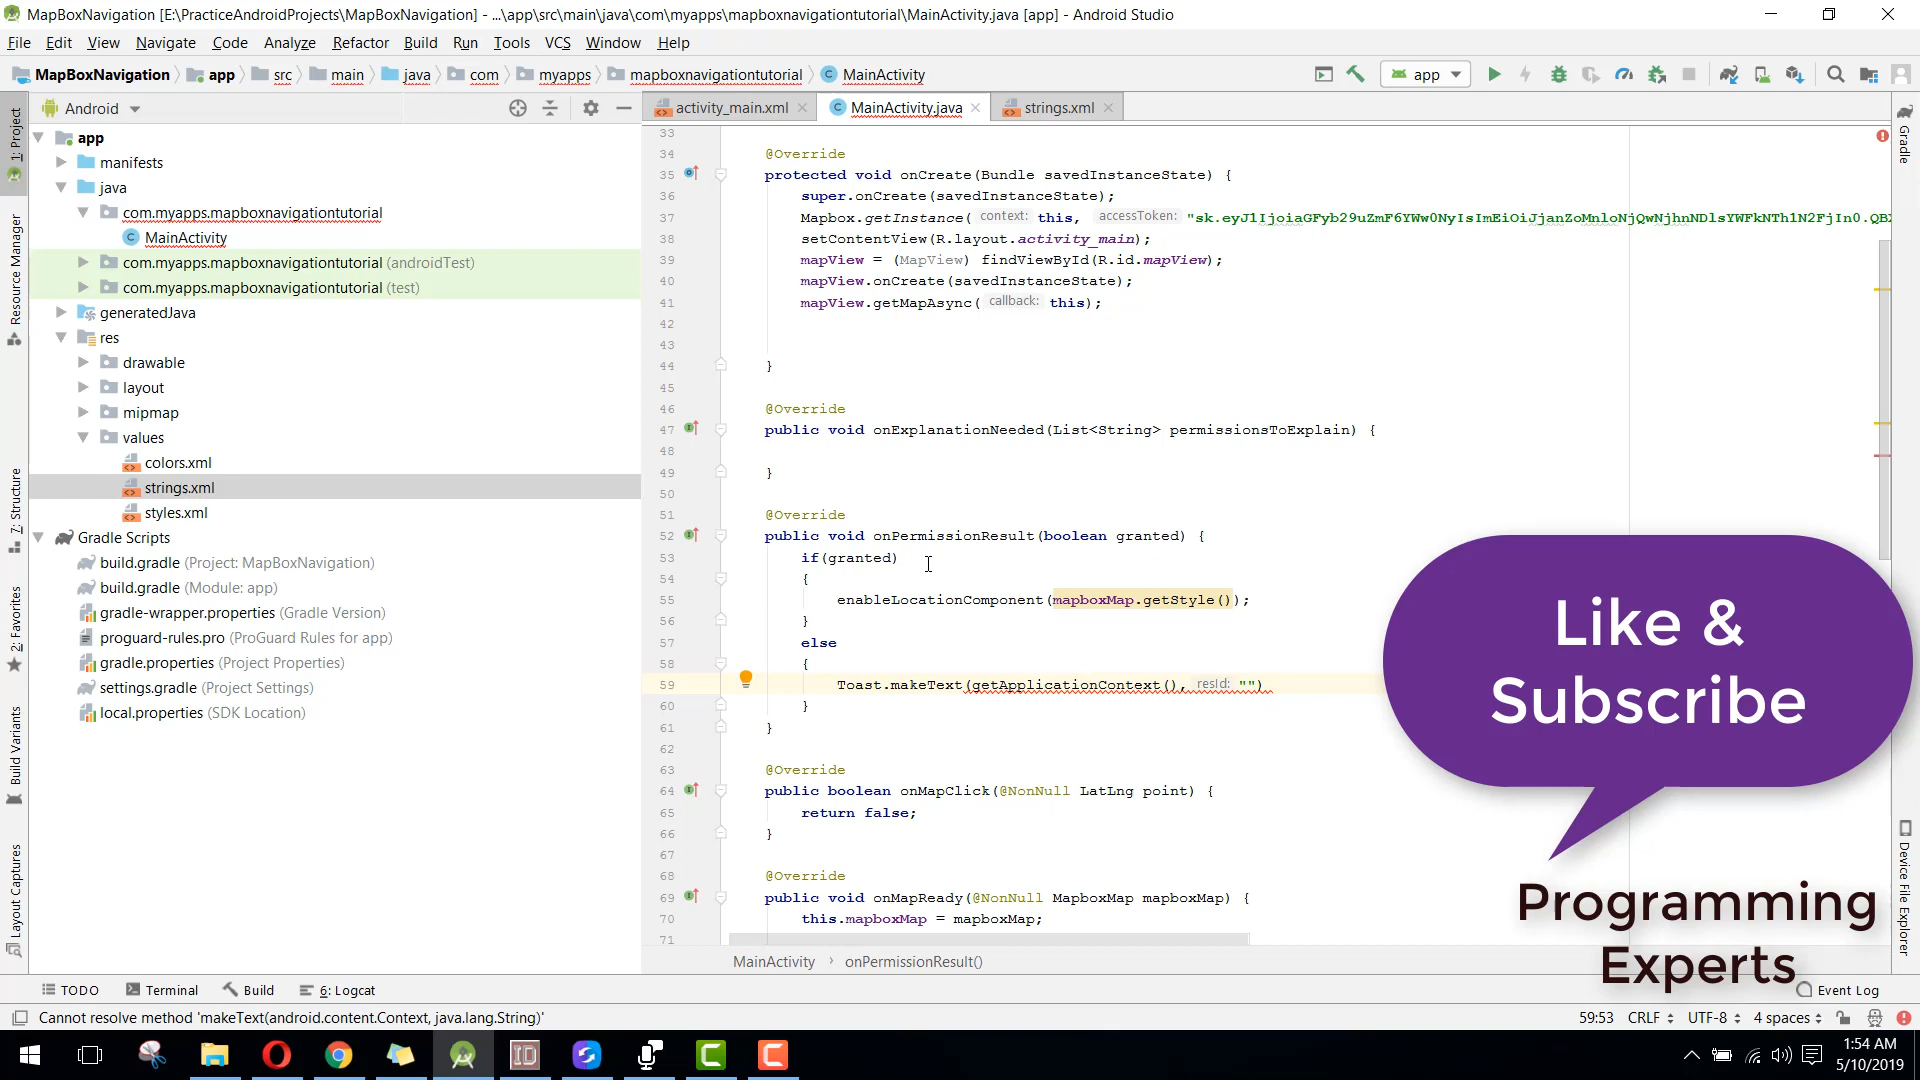 MapBoxNavigation [E:\PracticeAndroidProjects\MapBoxNavigation] - ...\app\src\main\java\com\myapps\mapboxnavigationtutorial\MainActivity.java [app] - Android Studio
File Edit View Navigate Code Analyze Refactor Build Run Tools VCS Window Help
MapBoxNavigation app src main java com myapps mapboxnavigationtutorial MainActivity app
Android activity_main.xml MainActivity.java strings.xml
1: Project
Resource Manager
7: Structure
2: Favorites
Build Variants
Layout Captures
app
manifests
java
com.myapps.mapboxnavigationtutorial
MainActivity
com.myapps.mapboxnavigationtutorial (androidTest)
com.myapps.mapboxnavigationtutorial (test)
generatedJava
res
drawable
layout
mipmap
values
colors.xml
strings.xml
styles.xml
Gradle Scripts
build.gradle (Project: MapBoxNavigation)
build.gradle (Module: app)
gradle-wrapper.properties (Gradle Version)
proguard-rules.pro (ProGuard Rules for app)
gradle.properties (Project Properties)
settings.gradle (Project Settings)
local.properties (SDK Location)
33
34 @Override
35 protected void onCreate(Bundle savedInstanceState) {
36 super.onCreate(savedInstanceState);
37 Mapbox.getInstance( context: this, accessToken:
38 setContentView(R.layout.activity_main);
39 mapView = (MapView) findViewById(R.id.mapView);
40 mapView.onCreate(savedInstanceState);
41 mapView.getMapAsync( callback: this);
42
43
44 }
45
46 @Override
47 public void onExplanationNeeded(List<String> permissionsToExplain) {
48
49 }
50
51 @Override
52 public void onPermissionResult(boolean granted) {
53 if(granted)
54 {
55 enableLocationComponent(mapboxMap.getStyle());
56 }
57 else
58 {
59 Toast.makeText(getApplicationContext(), resId: "")
60 }
61 }
62
63 @Override
64 public boolean onMapClick(@NonNull LatLng point) {
65 return false;
66 }
67
68 @Override
69 public void onMapReady(@NonNull MapboxMap mapboxMap) {
70 this.mapboxMap = mapboxMap;
71
MainActivity › onPermissionResult()
Gradle
Device File Explorer
Like &
Subscribe
Programming
Experts
TODO Terminal Build 6: Logcat Event Log
Cannot resolve method 'makeText(android.content.Context, java.lang.String)' 59:53 CRLF UTF-8 4 spaces
1:54 AM
5/10/2019